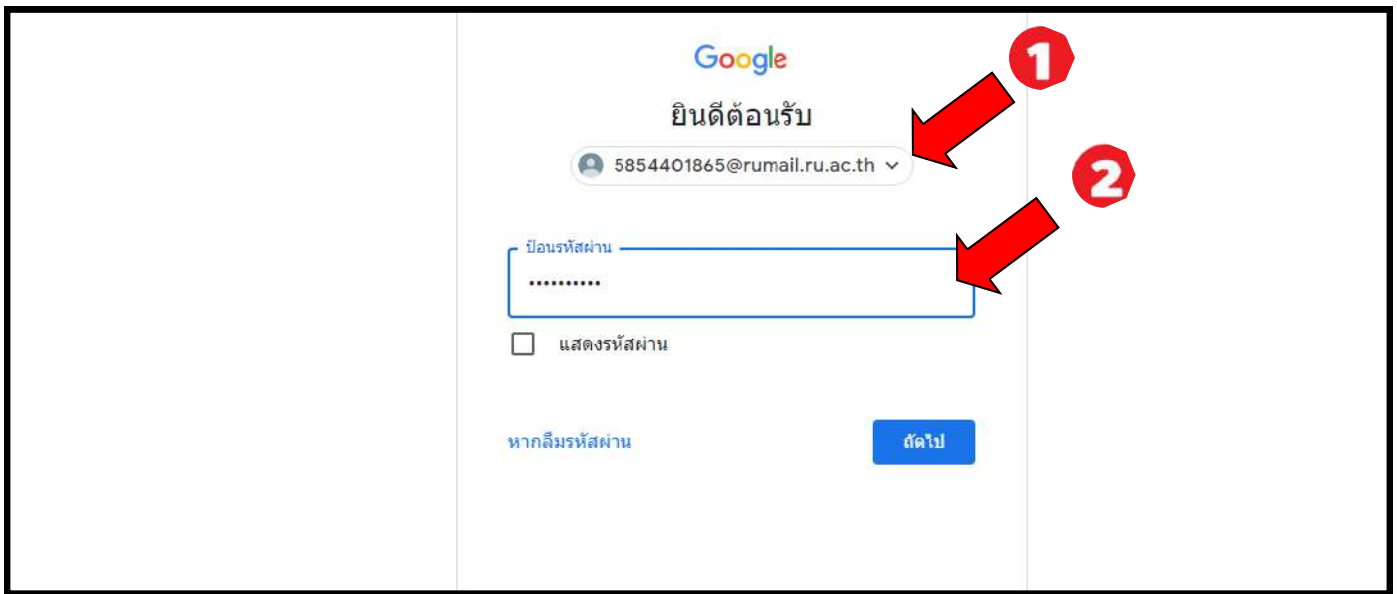 Google
1
ยินดีต้อนรับ
5854401865@rumail.ru.ac.th
2
ป้อนรหัสผ่าน
••••••••••
แสดงรหัสผ่าน
หากลืมรหัสผ่าน
ถัดไป